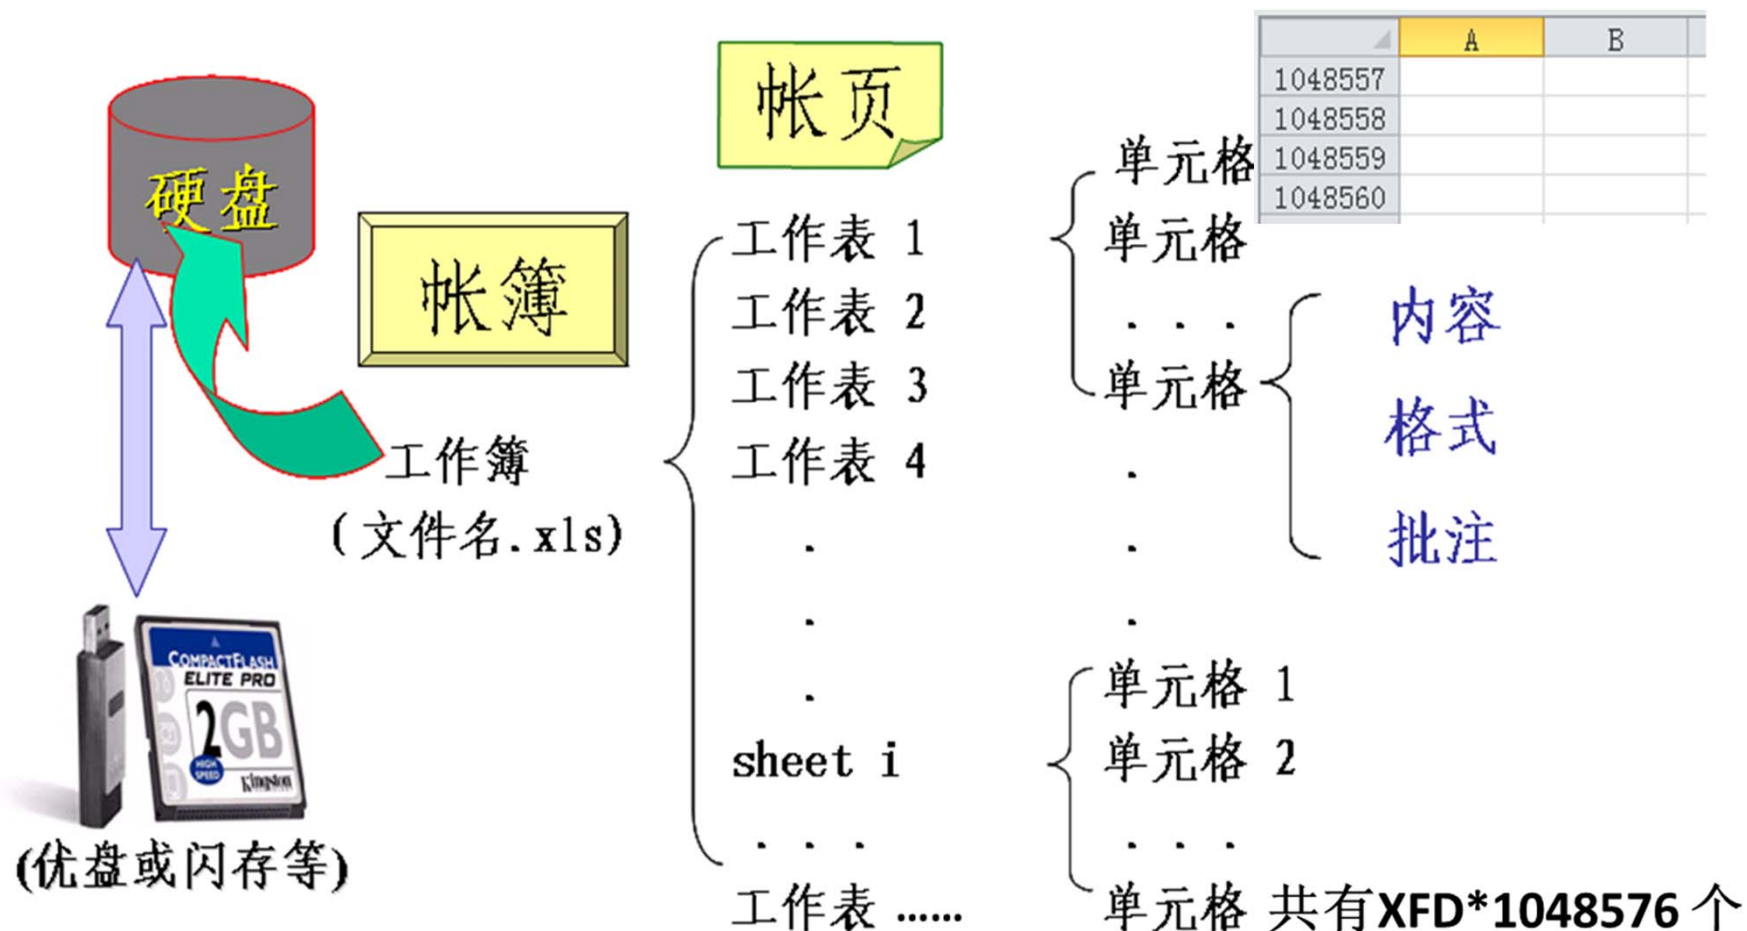 硬盘
帐簿
工作簿
(文件名.xls)
COMPACTFLASH
ELITE PRO
2GB
HIGH
SPEED
Kingston
(优盘或闪存等)
帐页
工作表 1
工作表 2
工作表 3
工作表 4
.
.
.
sheet i
. . .
工作表 ......
单元格
单元格
. . .
单元格
.
.
.
单元格 1
单元格 2
. . .
单元格 共有XFD*1048576 个
A B
1048557
1048558
1048559
1048560
内容
格式
批注